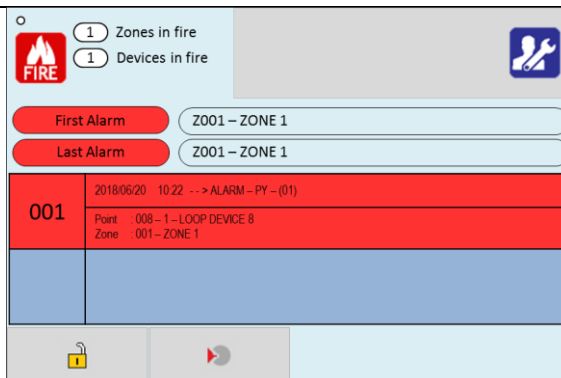 1 Zones in fire
1 Devices in fire
FIRE
First Alarm Z001 – ZONE 1
Last Alarm Z001 – ZONE 1
001
2018/06/20 10:22 - - > ALARM – PY – (01)
Point : 008 – 1 – LOOP DEVICE 8
Zone : 001 – ZONE 1